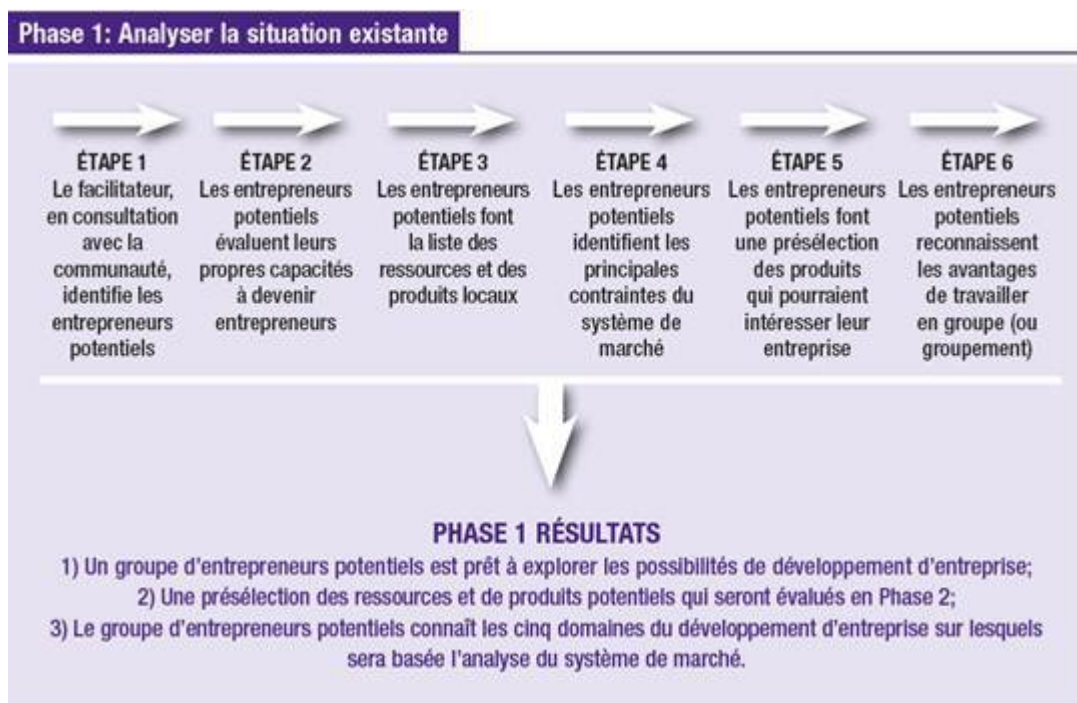 Phase 1: Analyser la situation existante
ÉTAPE 1
Le facilitateur,
en consultation
avec la
communauté,
identifie les
entrepreneurs
potentiels
ÉTAPE 2
Les entrepreneurs
potentiels
évaluent leurs
propres capacités
à devenir
entrepreneurs
ÉTAPE 3
Les entrepreneurs
potentiels font
la liste des
ressources et des
produits locaux
ÉTAPE 4
Les entrepreneurs
potentiels
identifient les
principales
contraintes du
système de
marché
ÉTAPE 5
Les entrepreneurs
potentiels font
une présélection
des produits
qui pourraient
intéresser leur
entreprise
ÉTAPE 6
Les entrepreneurs
potentiels
reconnaissent
les avantages
de travailler
en groupe (ou
groupement)
PHASE 1 RÉSULTATS
1) Un groupe d'entrepreneurs potentiels est prêt à explorer les possibilités de développement d'entreprise;
2) Une présélection des ressources et de produits potentiels qui seront évalués en Phase 2;
3) Le groupe d'entrepreneurs potentiels connaît les cinq domaines du développement d'entreprise sur lesquels
sera basée l'analyse du système de marché.